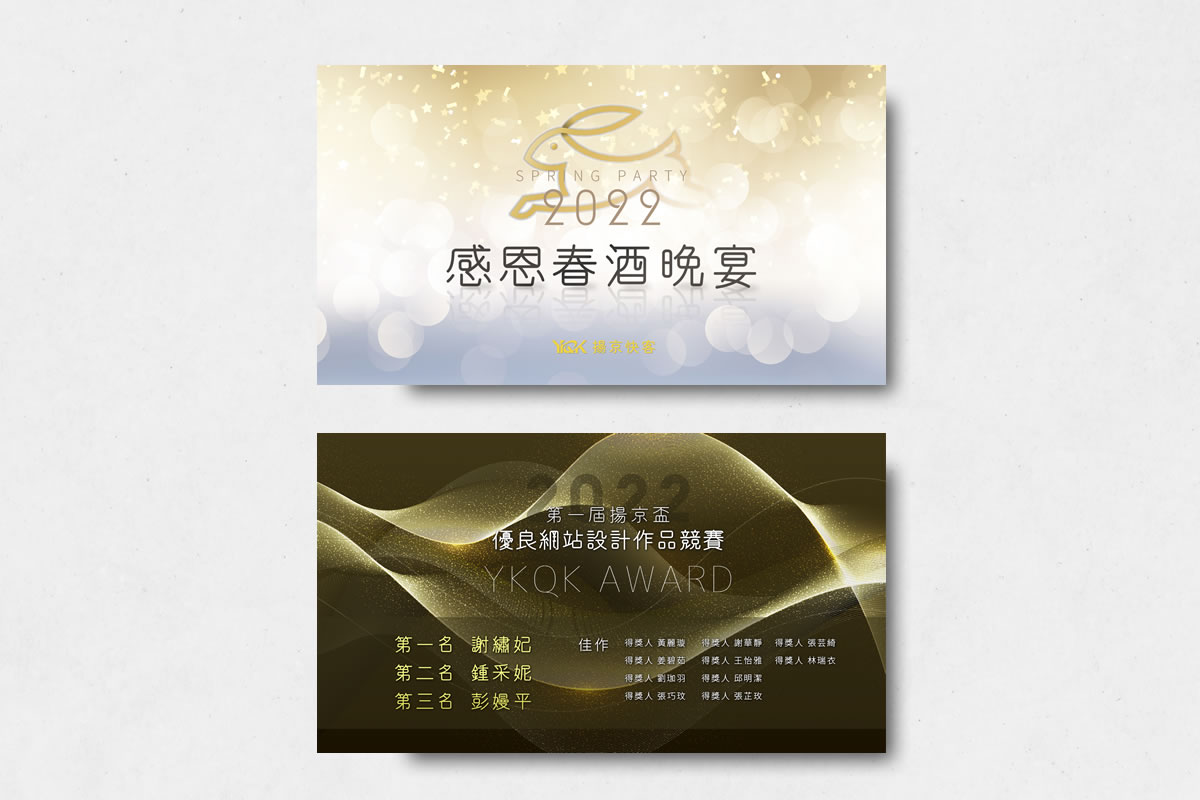 SPRING PARTY
2022
感恩春酒晚宴
YKQK 揚京快客
2022
第一屆揚京盃
優良網站設計作品競賽
YKQK AWARD
第一名 謝繡妃
第二名 鍾采妮
第三名 彭嫚平
佳作
得獎人 黃麗璇 得獎人 謝華靜 得獎人 張芸綺
得獎人 姜碧茹 得獎人 王怡雅 得獎人 林瑞衣
得獎人 劉珈羽 得獎人 邱明潔
得獎人 張巧玟 得獎人 張芷玫